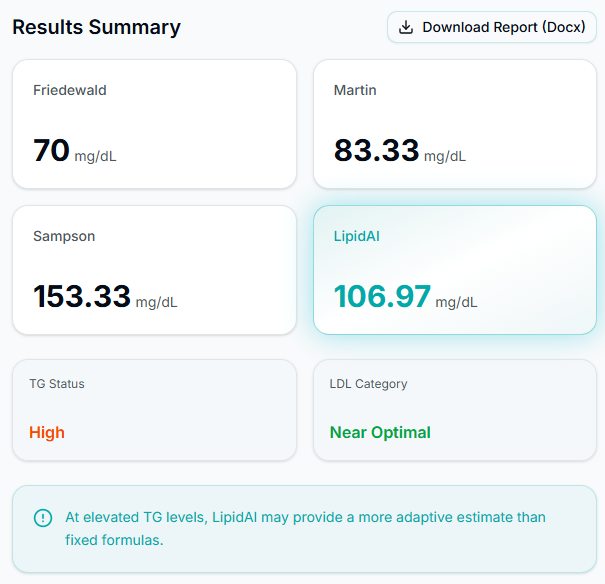 Results Summary
Download Report (Docx)
Friedewald
70 mg/dL
Martin
83.33 mg/dL
Sampson
153.33 mg/dL
LipidAI
106.97 mg/dL
TG Status
High
LDL Category
Near Optimal
At elevated TG levels, LipidAI may provide a more adaptive estimate than
fixed formulas.